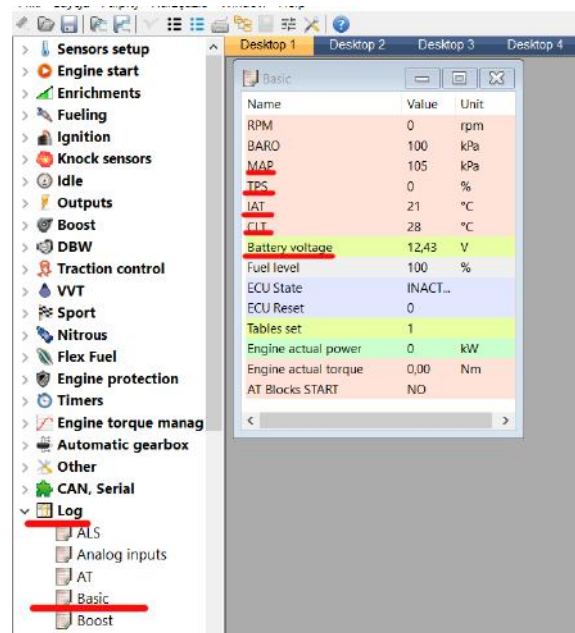 Desktop 1
Desktop 2
Desktop 3
Desktop 4
Sensors setup
Engine start
Enrichments
Fueling
Ignition
Knock sensors
Idle
Outputs
Boost
DBW
Traction control
VVT
Sport
Nitrous
Flex Fuel
Engine protection
Timers
Engine torque manag
Automatic gearbox
Other
CAN, Serial
Log
ALS
Analog inputs
AT
Basic
Boost
Basic
Name Value Unit
RPM 0 rpm
BARO 100 kPa
MAP 105 kPa
TPS 0 %
IAT 21 °C
CLT 28 °C
Battery voltage 12,43 V
Fuel level 100 %
ECU State INACT...
ECU Reset 0
Tables set 1
Engine actual power 0 kW
Engine actual torque 0,00 Nm
AT Blocks START NO